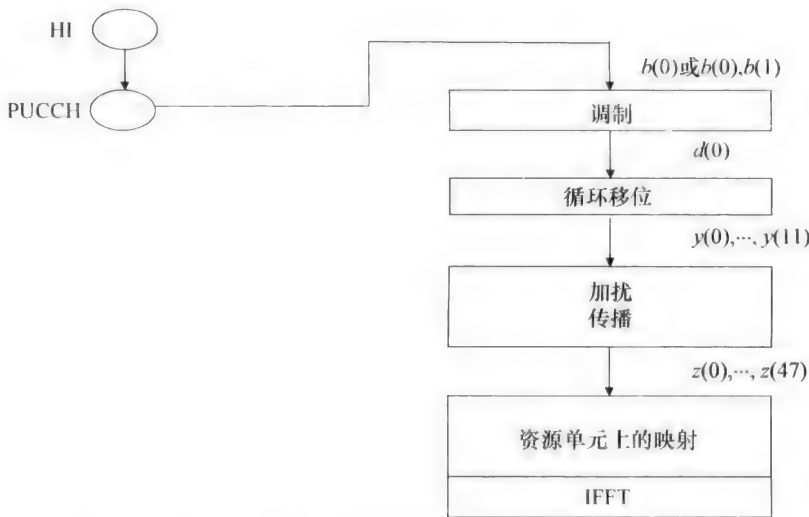 HI
PUCCH
b(0)或b(0),b(1)
调制
d(0)
循环移位
y(0),···, y(11)
加扰
传播
z(0),···, z(47)
资源单元上的映射
IFFT